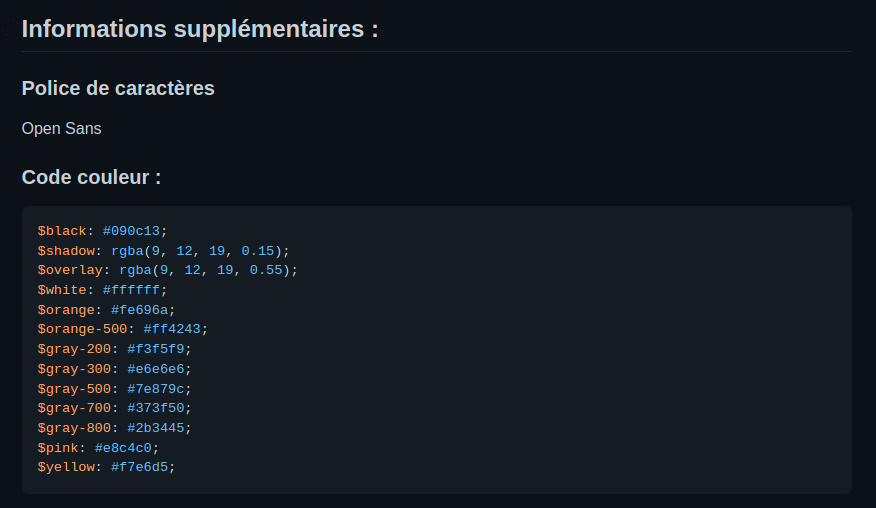 Informations supplémentaires :
Police de caractères
Open Sans
Code couleur :
$black: #090c13;
$shadow: rgba(9, 12, 19, 0.15);
$overlay: rgba(9, 12, 19, 0.55);
$white: #ffffff;
$orange: #fe696a;
$orange-500: #ff4243;
$gray-200: #f3f5f9;
$gray-300: #e6e6e6;
$gray-500: #7e879c;
$gray-700: #373f50;
$gray-800: #2b3445;
$pink: #e8c4c0;
$yellow: #f7e6d5;